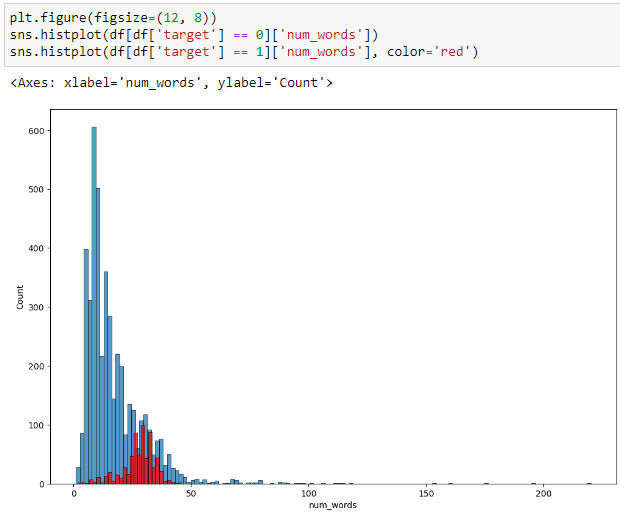 plt.figure(figsize=(12, 8))
sns.histplot(df[df['target'] == 0]['num_words'])
sns.histplot(df[df['target'] == 1]['num_words'], color='red')
<Axes: xlabel='num_words', ylabel='Count'>
600
500
400
300
200
100
0
Count
0 50 100 150 200
num_words